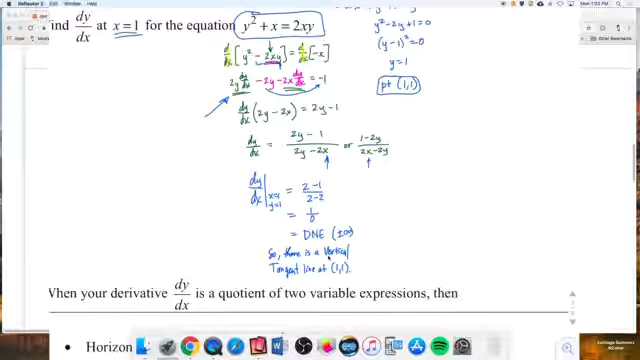 find dy/dx at x = 1 for the equation y² + x = 2xy
y² - 2y + 1 = 0
(y-1)² = 0
y = 1
pt (1,1)
d/dx [y² - 2xy] = d/dx [-x]
2y dy/dx - 2y - 2x dy/dx = -1
dy/dx (2y - 2x) = 2y - 1
dy/dx = 2y - 1 / 2y - 2x or 1 - 2y / 2x - 2y
dy/dx | x=1 y=1 = 2-1 / 2-2
= 1/0
= DNE (±∞)
So, there is a Vertical
Tangent line at (1,1).
When your derivative dy/dx is a quotient of two variable expressions, then
• Horizon